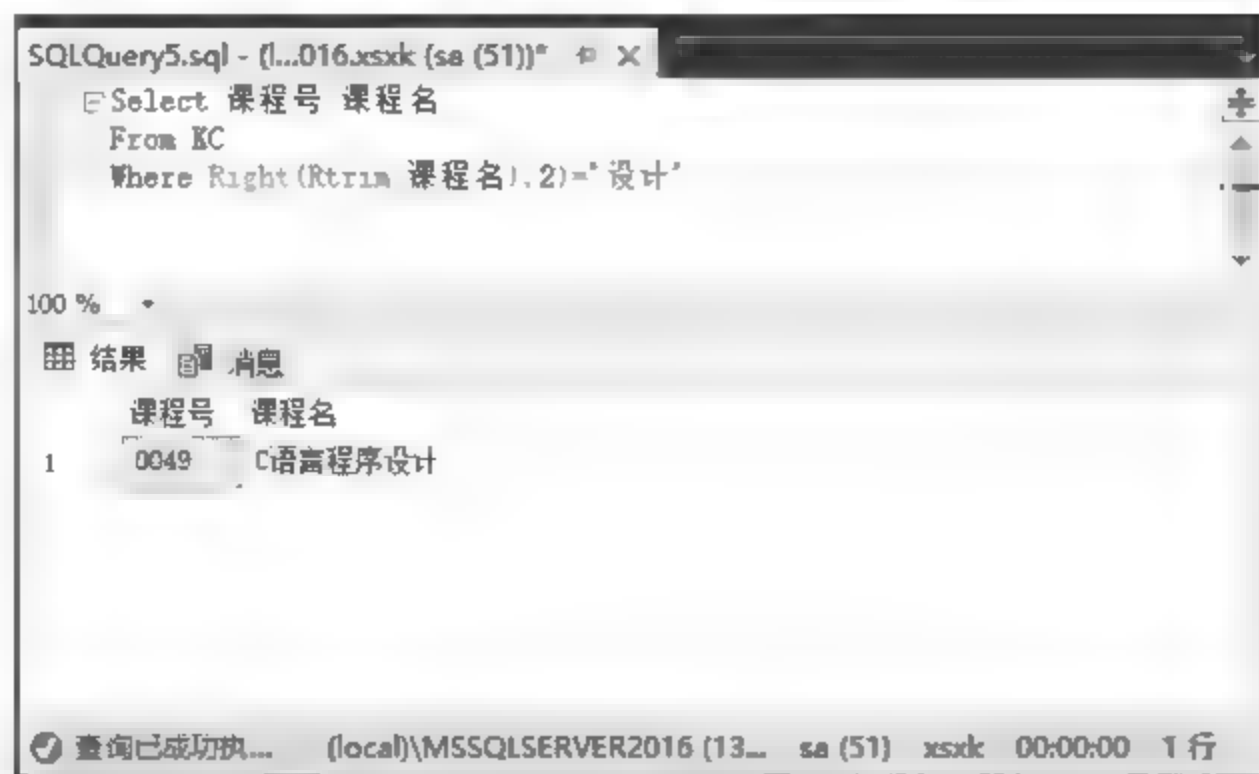 SQLQuery5.sql - (l...016.xsxk (sa (51))*
Select 课程号 课程名
From KC
Where Right(Rtrim 课程名),2)='设计'
100 %
结果 消息
课程号 课程名
1 0049 C语言程序设计
查询已成功执... (local)\MSSQLSERVER2016 (13... sa (51) xsxk 00:00:00 1 行